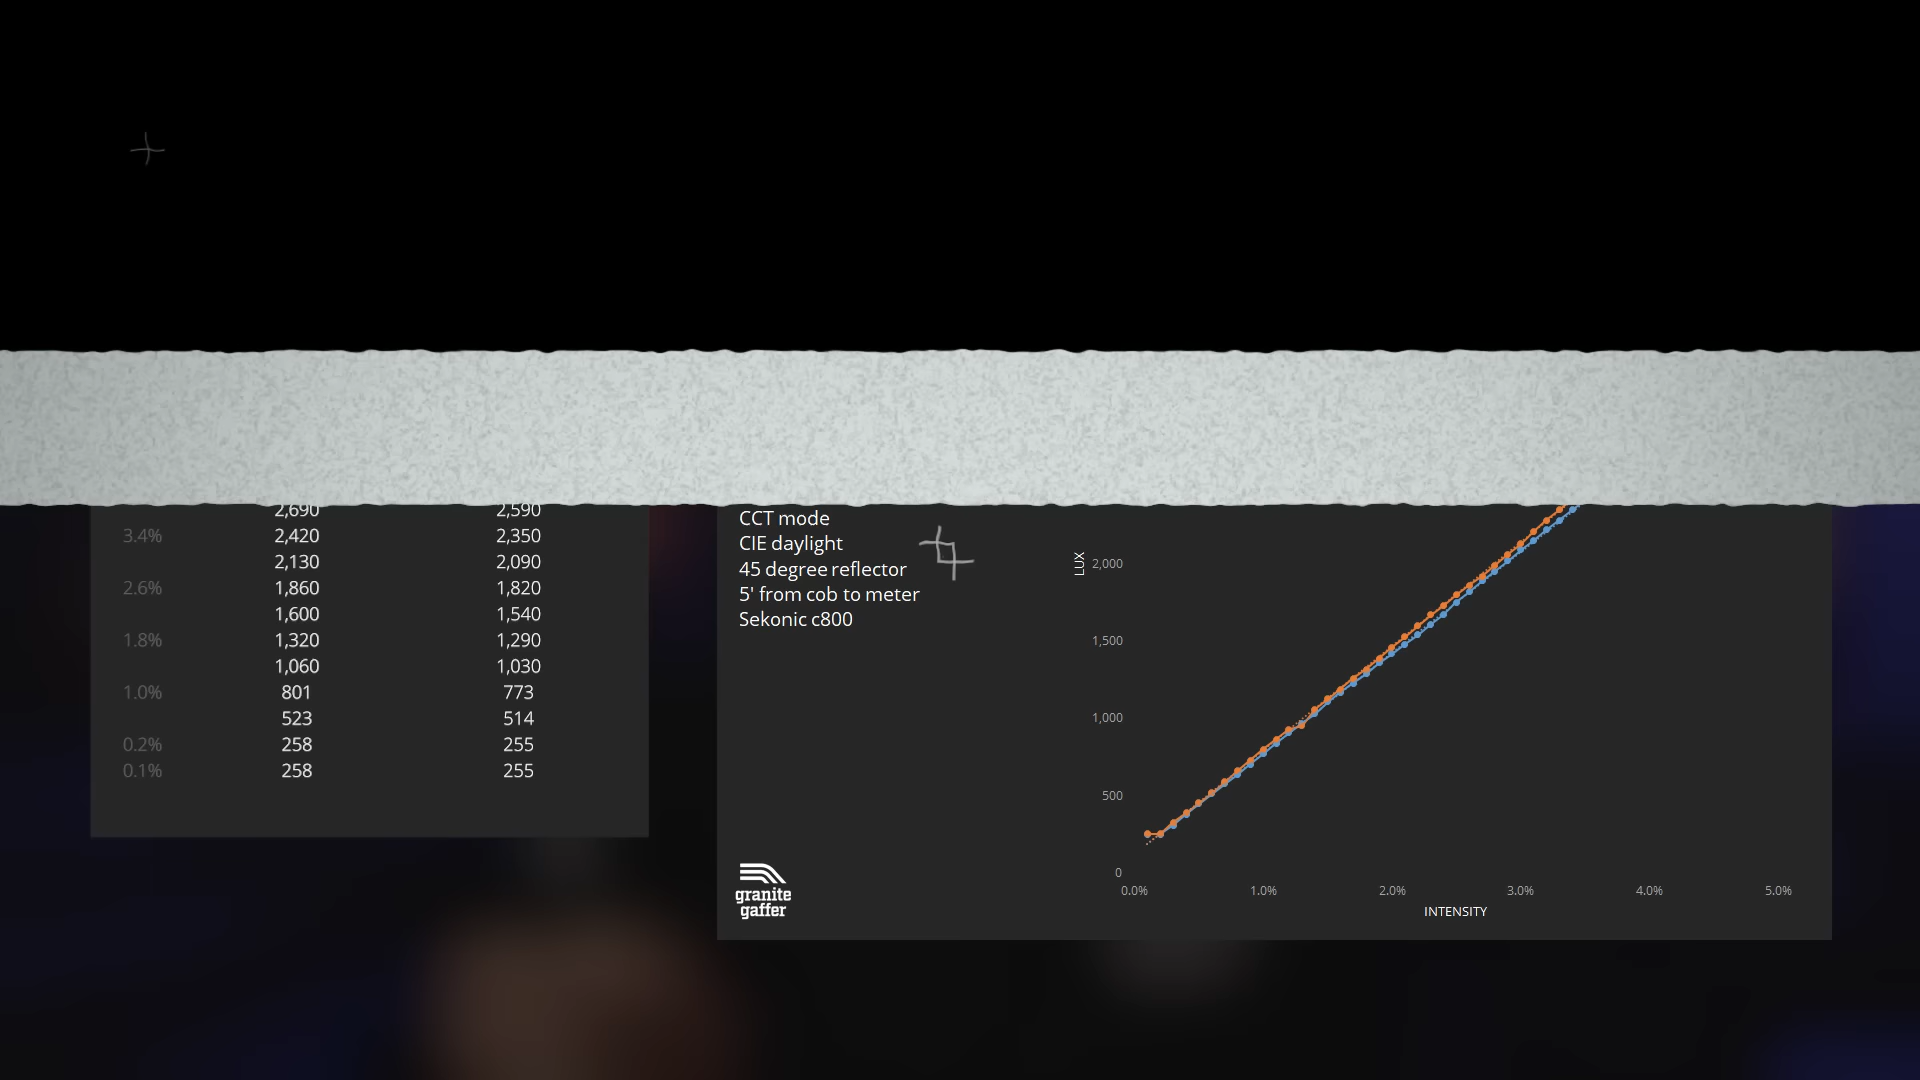 2,690 2,590
3.4% 2,420 2,350
2,130 2,090
2.6% 1,860 1,820
1,600 1,540
1.8% 1,320 1,290
1,060 1,030
1.0% 801 773
523 514
0.2% 258 255
0.1% 258 255
CCT mode
CIE daylight
45 degree reflector
5' from cob to meter
Sekonic c800
granite
gaffer
LUX
2,000
1,500
1,000
500
0
0.0% 1.0% 2.0% 3.0% 4.0% 5.0%
INTENSITY